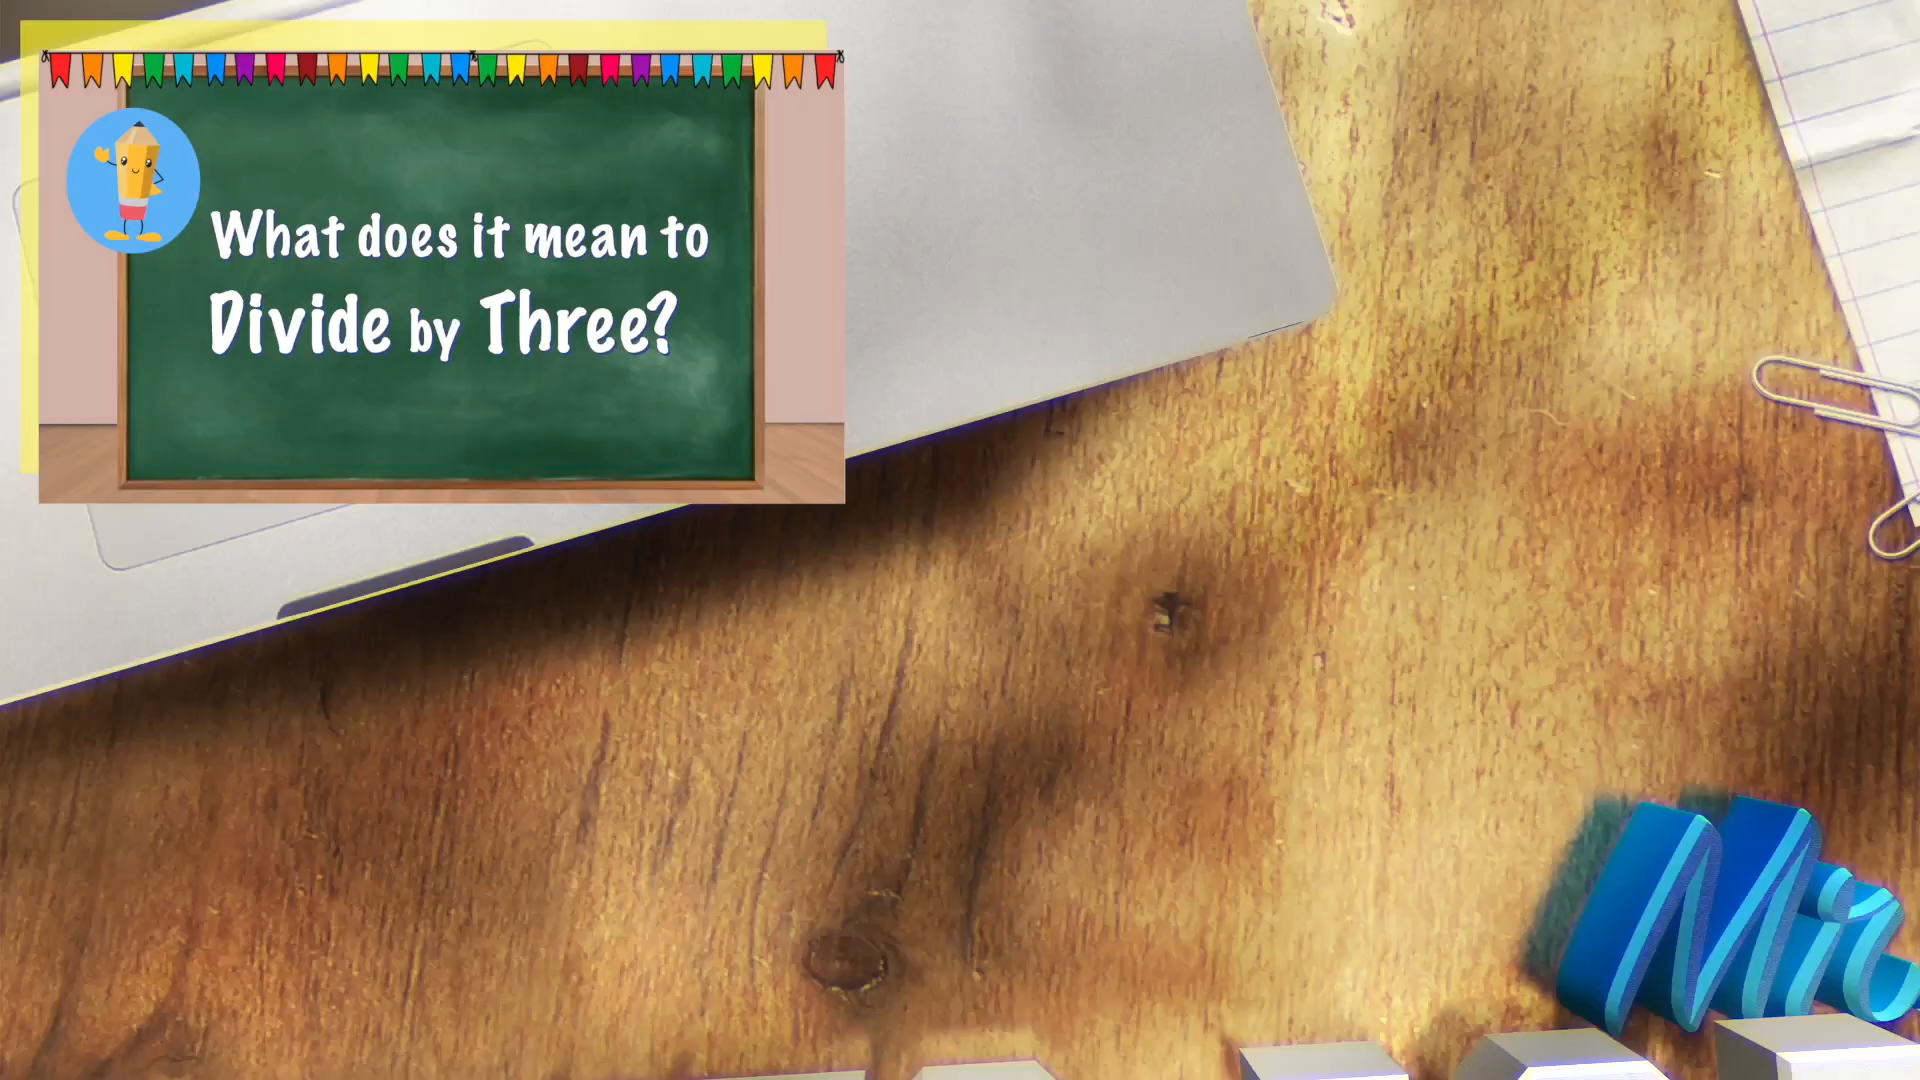 What does it mean to
Divide by Three?